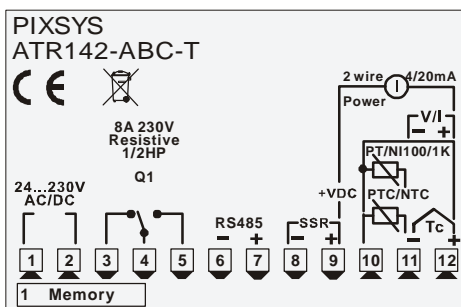 PIXSYS
ATR142-ABC-T
CE
2 wire 4/20mA
I
Power
V/I
- +
8A 230V
Resistive
1/2HP
Q1
PT/NI100/1K
24...230V
AC/DC
+VDC
PTC/NTC
RS485
- +
SSR
- +
- Tc +
1 2 3 4 5 6 7 8 9 10 11 12
1 Memory